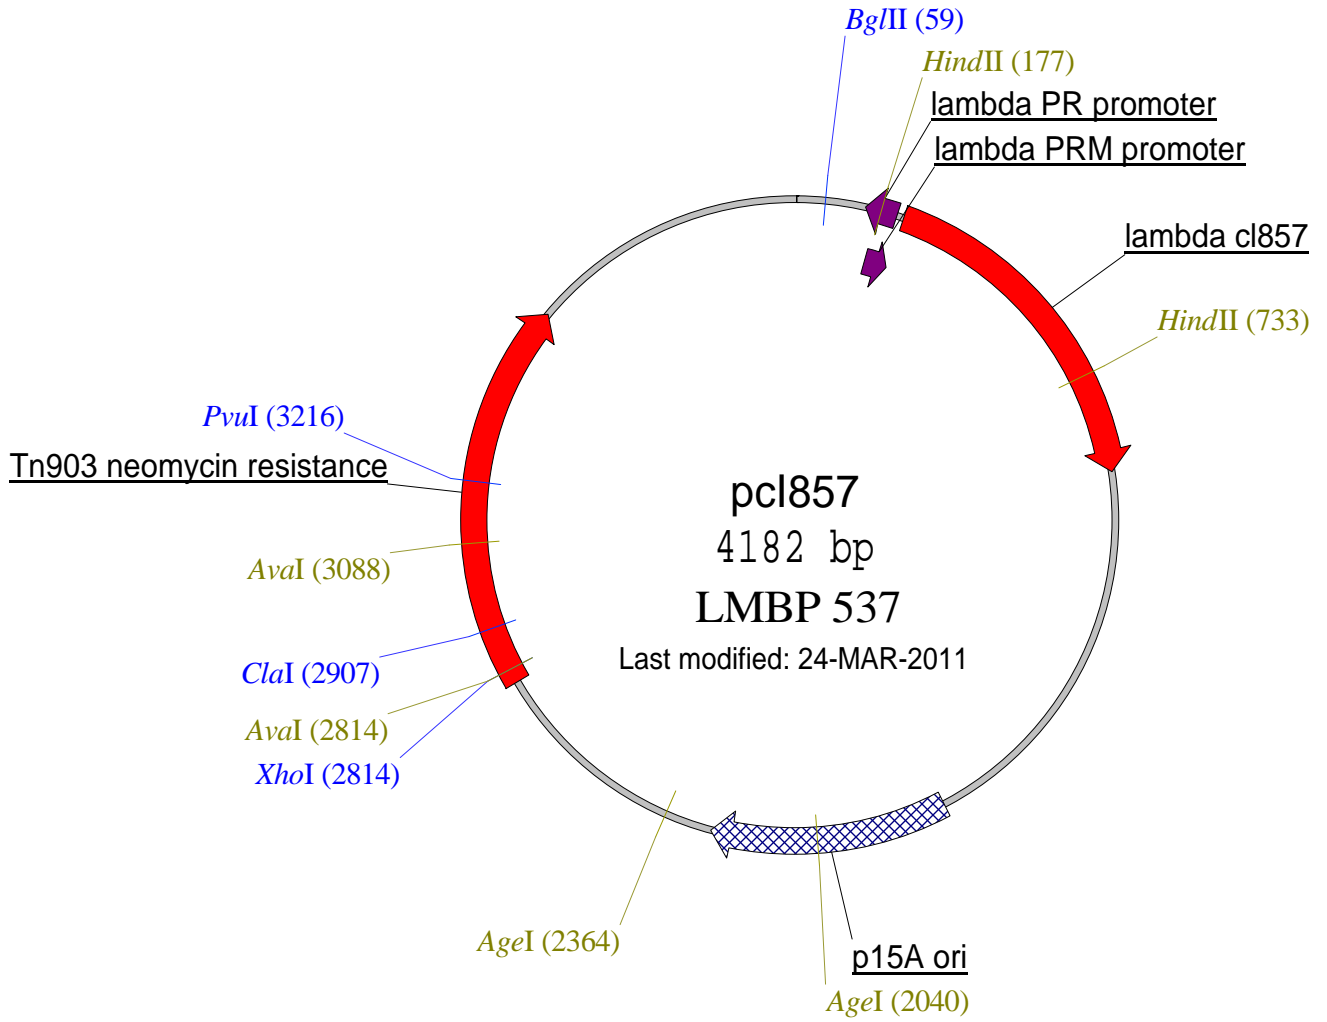 BglII (59)
HindII (177)
lambda PR promoter
lambda PRM promoter
lambda cI857
HindII (733)
PvuI (3216)
Tn903 neomycin resistance
pcI857
4182 bp
LMBP 537
Last modified: 24-MAR-2011
AvaI (3088)
ClaI (2907)
AvaI (2814)
XhoI (2814)
AgeI (2364)
p15A ori
AgeI (2040)